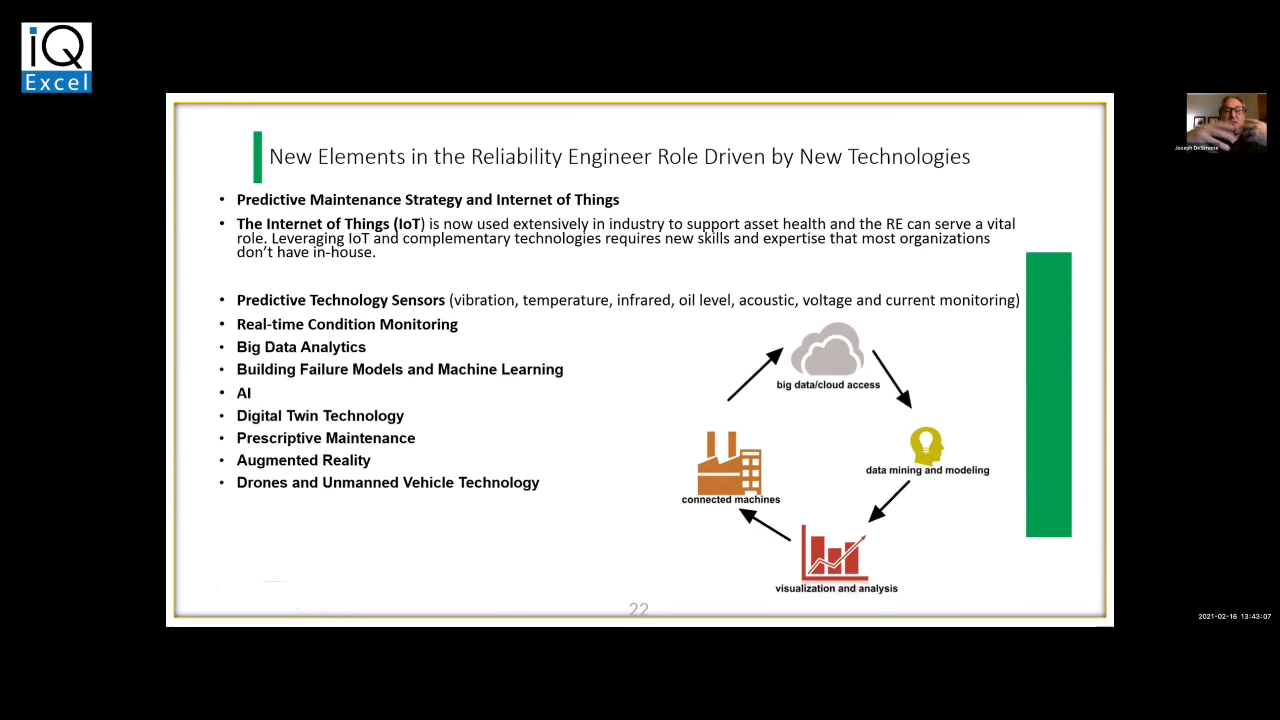 iQ
Excel
New Elements in the Reliability Engineer Role Driven by New Technologies
• Predictive Maintenance Strategy and Internet of Things
• The Internet of Things (IoT) is now used extensively in industry to support asset health and the RE can serve a vital
role. Leveraging IoT and complementary technologies requires new skills and expertise that most organizations
don't have in-house.
• Predictive Technology Sensors (vibration, temperature, infrared, oil level, acoustic, voltage and current monitoring)
• Real-time Condition Monitoring
• Big Data Analytics
• Building Failure Models and Machine Learning
• AI
• Digital Twin Technology
• Prescriptive Maintenance
• Augmented Reality
• Drones and Unmanned Vehicle Technology
big data/cloud access
data mining and modeling
connected machines
visualization and analysis
22
Joseph DeSimone
2021-02-16 13:43:07